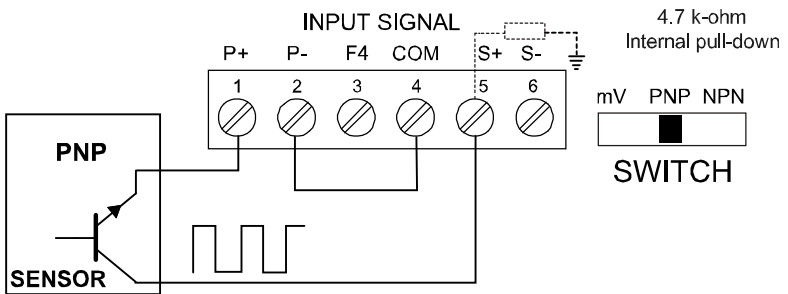 INPUT SIGNAL
P+ P- F4 COM S+ S-
1 2 3 4 5 6
4.7 k-ohm
Internal pull-down
mV PNP NPN
SWITCH
PNP
SENSOR